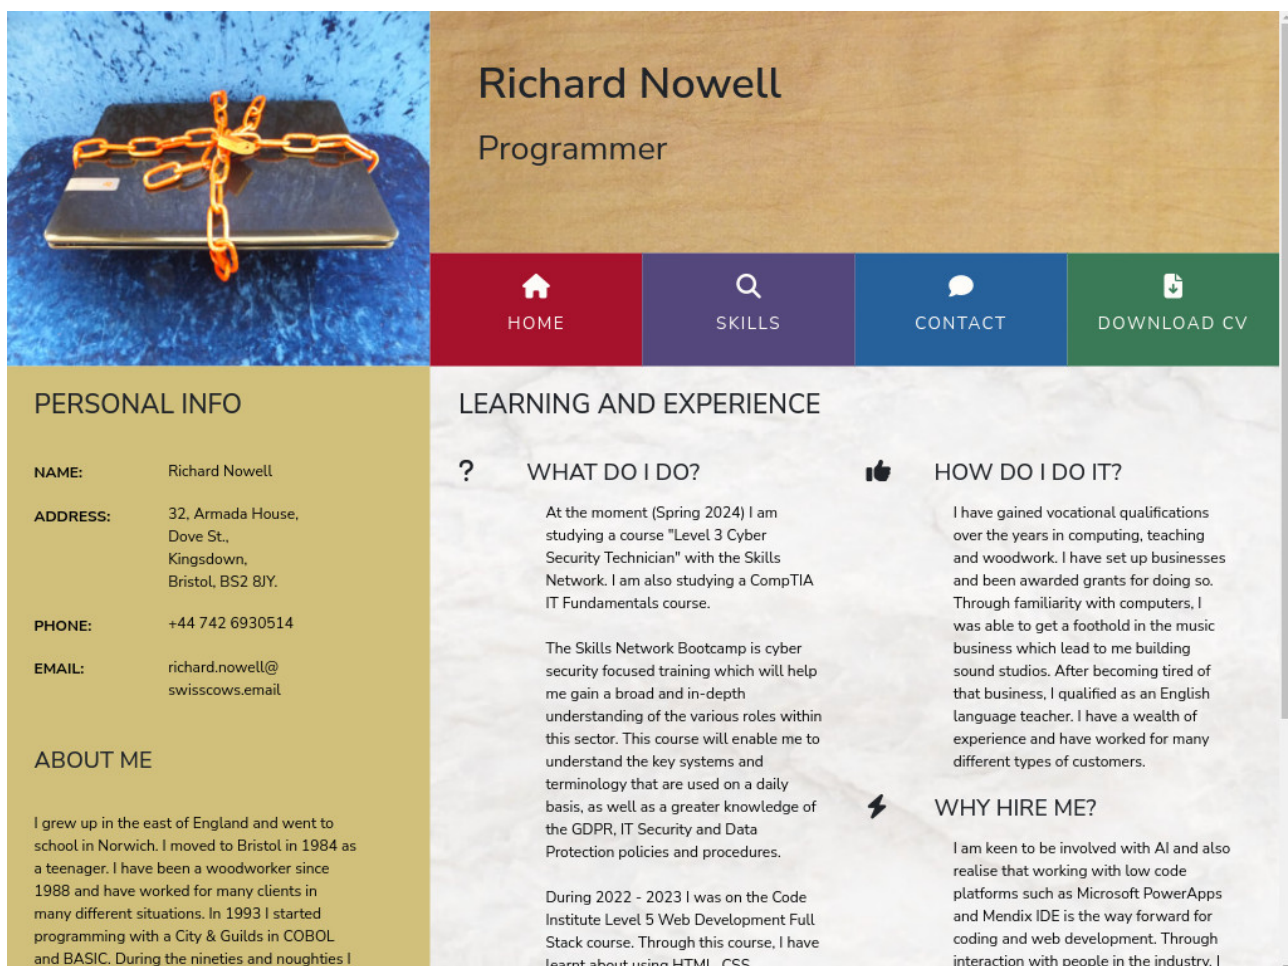 Richard Nowell
Programmer
HOME
SKILLS
CONTACT
DOWNLOAD CV
PERSONAL INFO
NAME: Richard Nowell
ADDRESS: 32, Armada House,
Dove St.,
Kingsdown,
Bristol, BS2 8JY.
PHONE: +44 742 6930514
EMAIL: richard.nowell@
swisscows.email
ABOUT ME
I grew up in the east of England and went to
school in Norwich. I moved to Bristol in 1984 as
a teenager. I have been a woodworker since
1988 and have worked for many clients in
many different situations. In 1993 I started
programming with a City & Guilds in COBOL
and BASIC. During the nineties and noughties I
LEARNING AND EXPERIENCE
? WHAT DO I DO?
At the moment (Spring 2024) I am
studying a course "Level 3 Cyber
Security Technician" with the Skills
Network. I am also studying a CompTIA
IT Fundamentals course.
The Skills Network Bootcamp is cyber
security focused training which will help
me gain a broad and in-depth
understanding of the various roles within
this sector. This course will enable me to
understand the key systems and
terminology that are used on a daily
basis, as well as a greater knowledge of
the GDPR, IT Security and Data
Protection policies and procedures.
During 2022 - 2023 I was on the Code
Institute Level 5 Web Development Full
Stack course. Through this course, I have
learnt about using HTML, CSS,
HOW DO I DO IT?
I have gained vocational qualifications
over the years in computing, teaching
and woodwork. I have set up businesses
and been awarded grants for doing so.
Through familiarity with computers, I
was able to get a foothold in the music
business which lead to me building
sound studios. After becoming tired of
that business, I qualified as an English
language teacher. I have a wealth of
experience and have worked for many
different types of customers.
WHY HIRE ME?
I am keen to be involved with AI and also
realise that working with low code
platforms such as Microsoft PowerApps
and Mendix IDE is the way forward for
coding and web development. Through
interaction with people in the industry, I